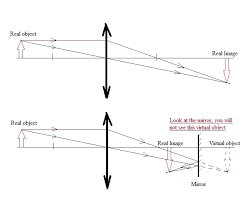 Real object
Real Image
Look at the mirror, you will
not see this virtual object
Real object
Real Image
Virtual object
Mirror